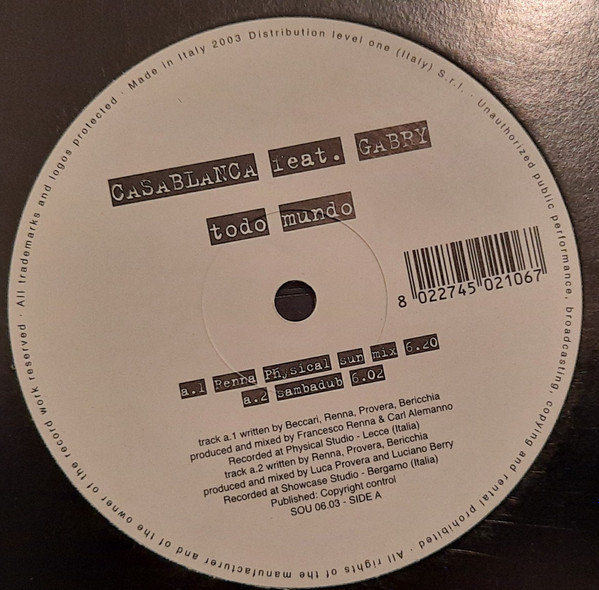 CASABLANCA feat. GABRY
todo mundo
8 022745 021067
a.1 Renna Physical sun mix 6.20
a.2 sambadub 6.02
track a.1 written by Beccari, Renna, Provera, Bericchia
produced and mixed by Francesco Renna & Carl Alemanno
Recorded at Physical Studio - Lecce (Italia)
track a.2 written by Renna, Provera, Bericchia
produced and mixed by Luca Provera and Luciano Berry
Recorded at Showcase Studio - Bergamo (Italia)
Published: Copyright control
SOU 06.03 - SIDE A
Made in Italy 2003 Distribution level one (Italy) S.r.l. · Unauthorized public performance, broadcasting, copying and rental prohibited · All rights of the manufacturer and of the owner of the record work reserved · All trademarks and logos protected ·